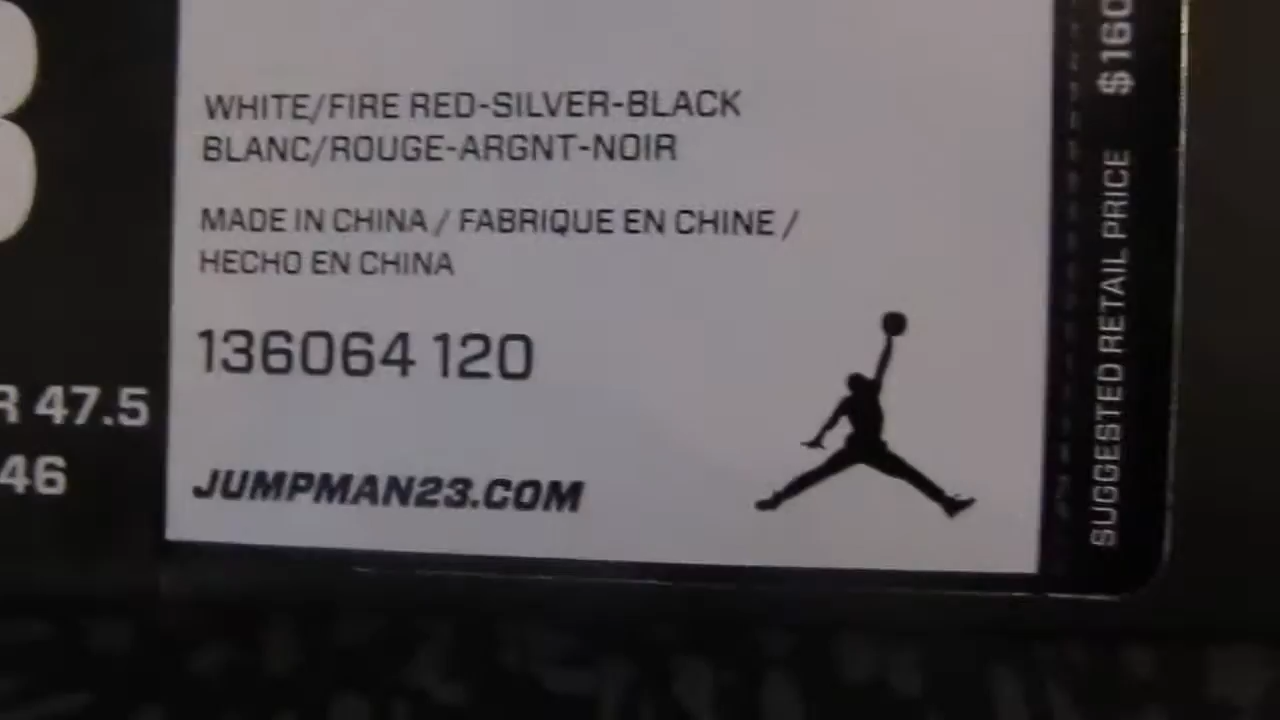 WHITE/FIRE RED-SILVER-BLACK
BLANC/ROUGE-ARGNT-NOIR
MADE IN CHINA / FABRIQUE EN CHINE /
HECHO EN CHINA
136064 120
JUMPMAN23.COM
R 47.5
46
SUGGESTED RETAIL PRICE $160